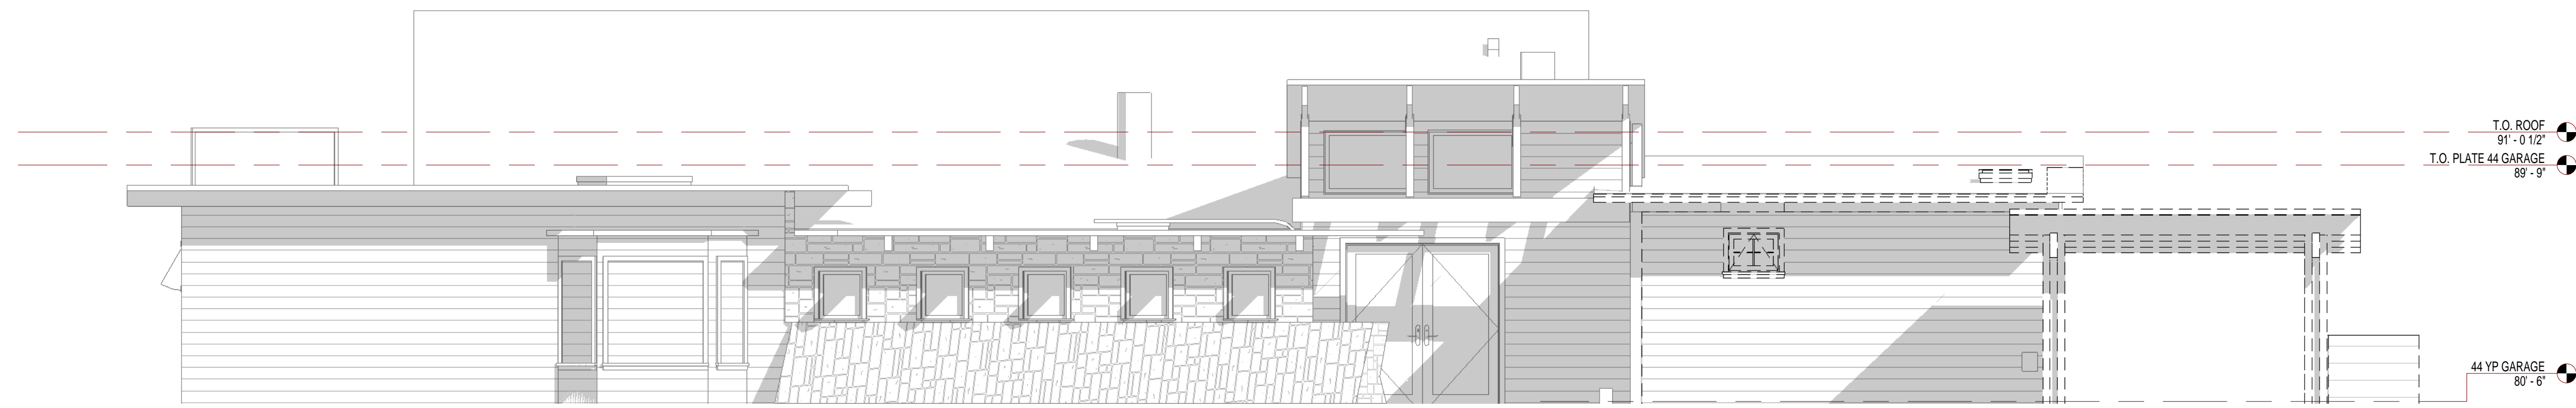 T.O. ROOF
91' - 0 1/2"
T.O. PLATE 44 GARAGE
89' - 9"
44 YP GARAGE
80' - 6"